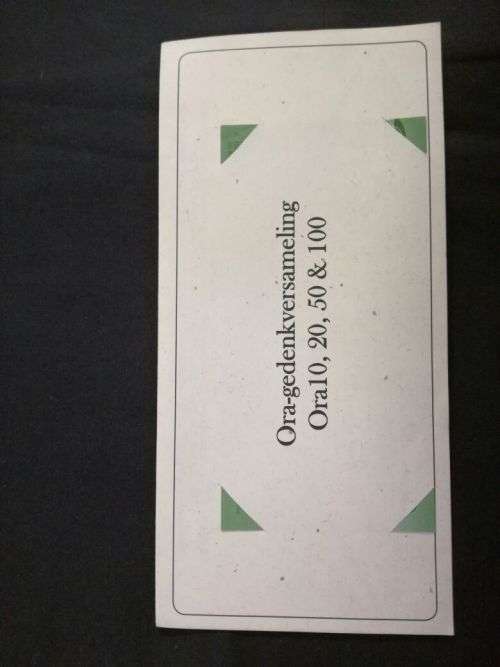 Ora-gedenkversameling
Ora10, 20, 50 & 100